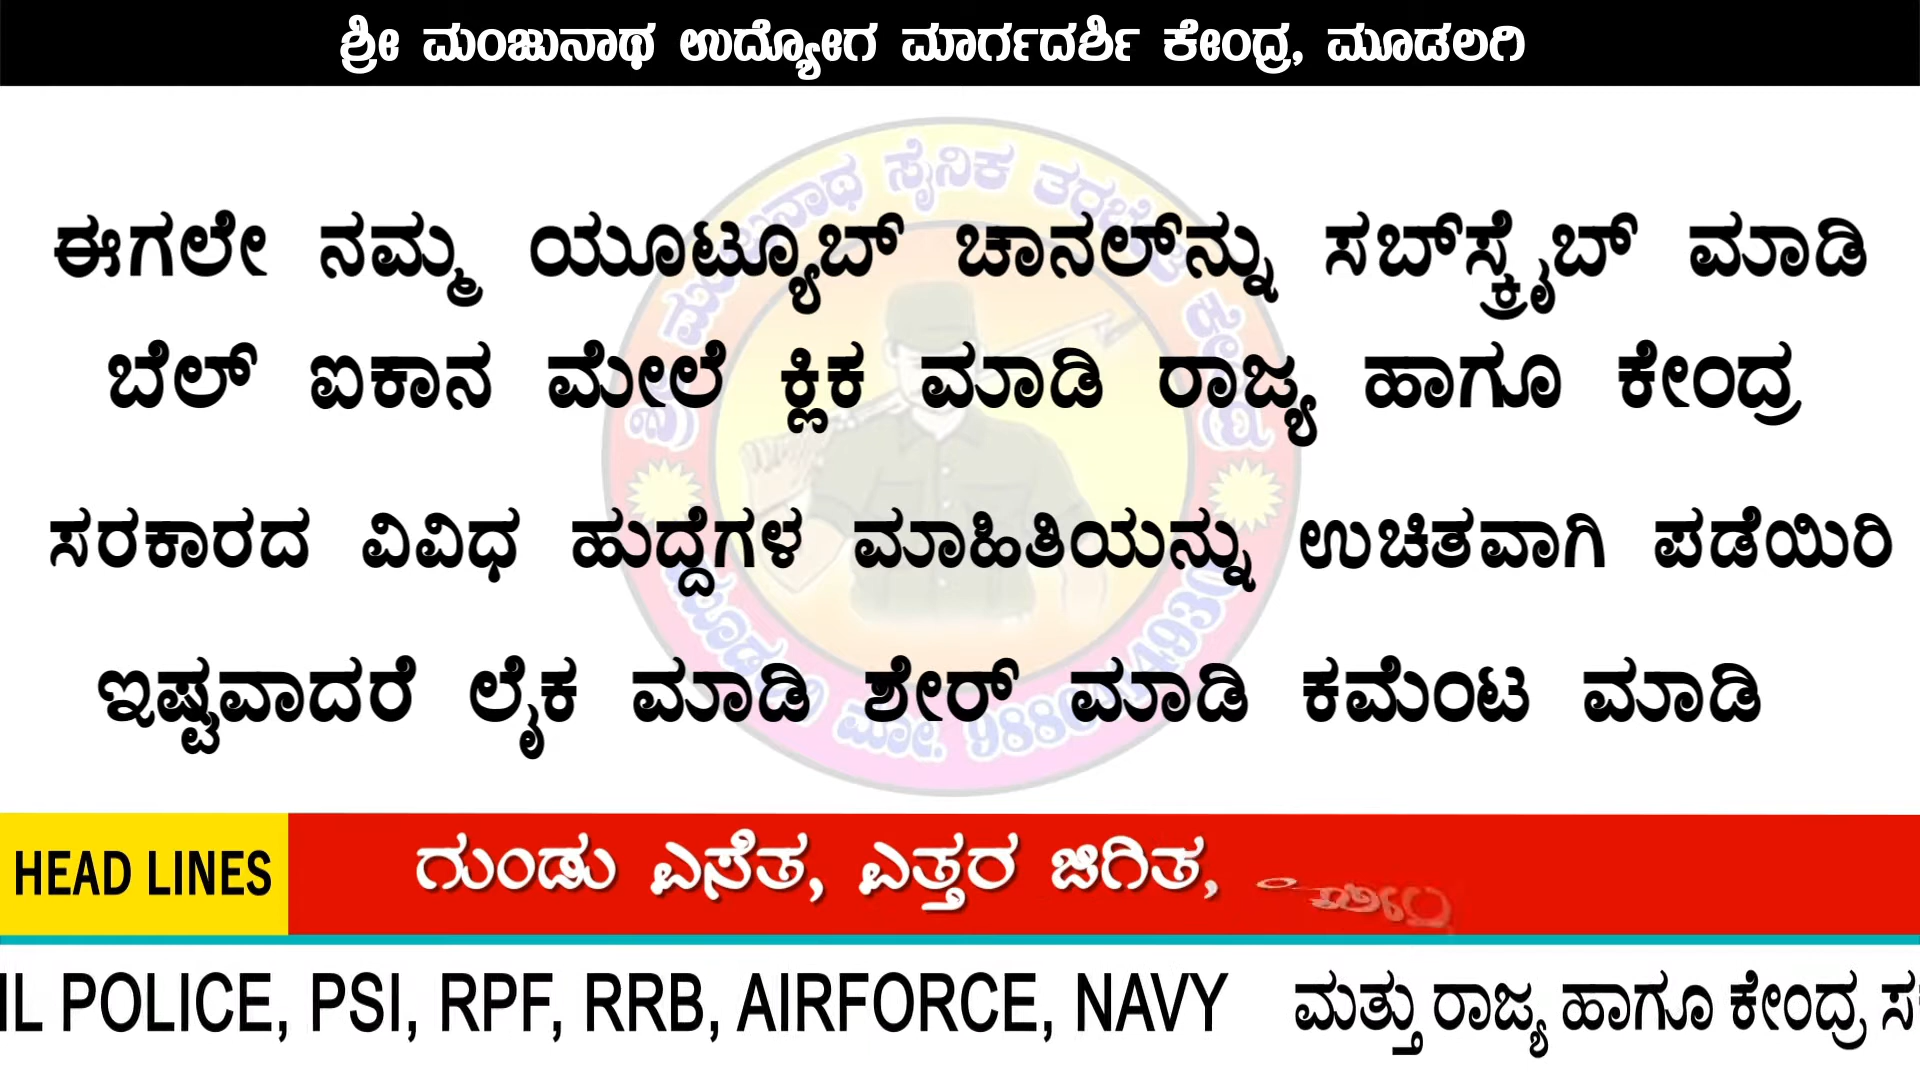 ಶ್ರೀ ಮಂಜುನಾಥ ಉದ್ಯೋಗ ಮಾರ್ಗದರ್ಶಿ ಕೇಂದ್ರ, ಮೂಡಲಗಿ
ಈಗಲೇ ನಮ್ಮ ಯೂಟ್ಯೂಬ್ ಚಾನಲ್‌ನ್ನು ಸಬ್‌ಸ್ಕ್ರೈಬ್ ಮಾಡಿ
ಬೆಲ್ ಐಕಾನ ಮೇಲೆ ಕ್ಲಿಕ ಮಾಡಿ ರಾಜ್ಯ ಹಾಗೂ ಕೇಂದ್ರ
ಸರಕಾರದ ವಿವಿಧ ಹುದ್ದೆಗಳ ಮಾಹಿತಿಯನ್ನು ಉಚಿತವಾಗಿ ಪಡೆಯಿರಿ
ಇಷ್ಟವಾದರೆ ಲೈಕ ಮಾಡಿ ಶೇರ್ ಮಾಡಿ ಕಮೆಂಟ ಮಾಡಿ
HEAD LINES ಗುಂಡು ಎಸೆತ, ಎತ್ತರ ಜಿಗಿತ,
IL POLICE, PSI, RPF, RRB, AIRFORCE, NAVY ಮತ್ತು ರಾಜ್ಯ ಹಾಗೂ ಕೇಂದ್ರ